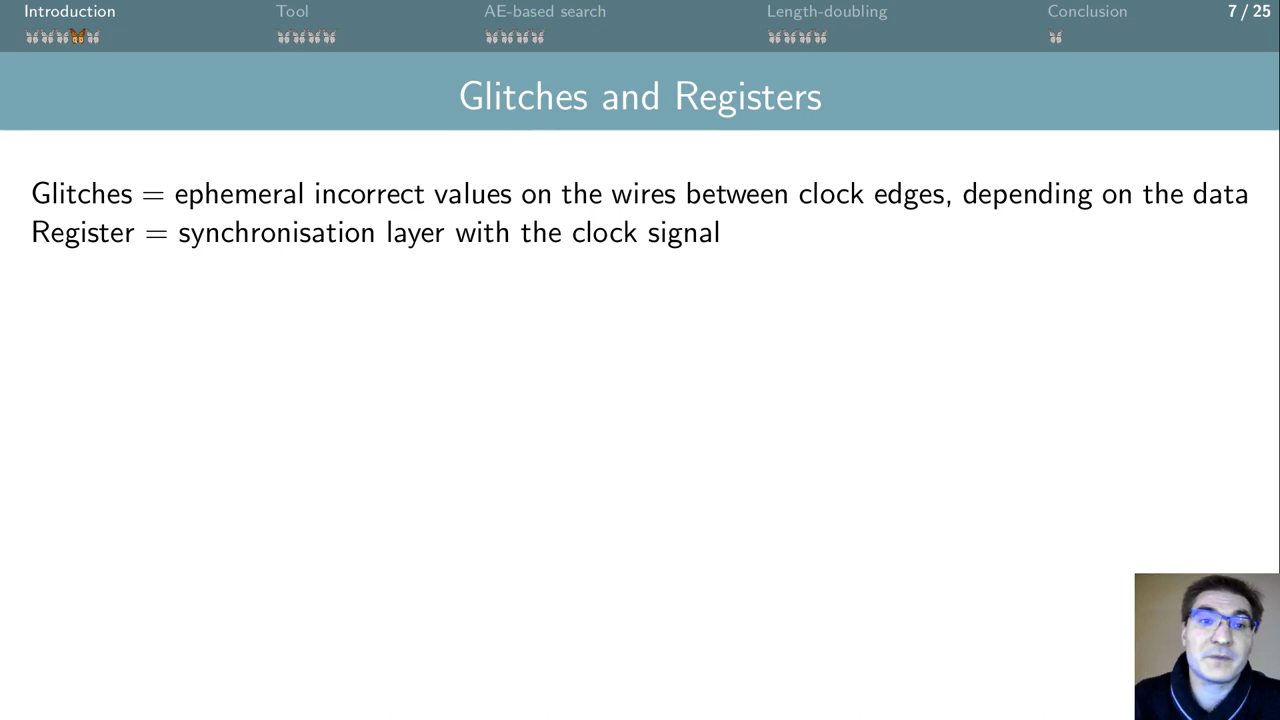 Introduction
Tool
AE-based search
Length-doubling
Conclusion
7 / 25
Glitches and Registers
Glitches = ephemeral incorrect values on the wires between clock edges, depending on the data
Register = synchronisation layer with the clock signal